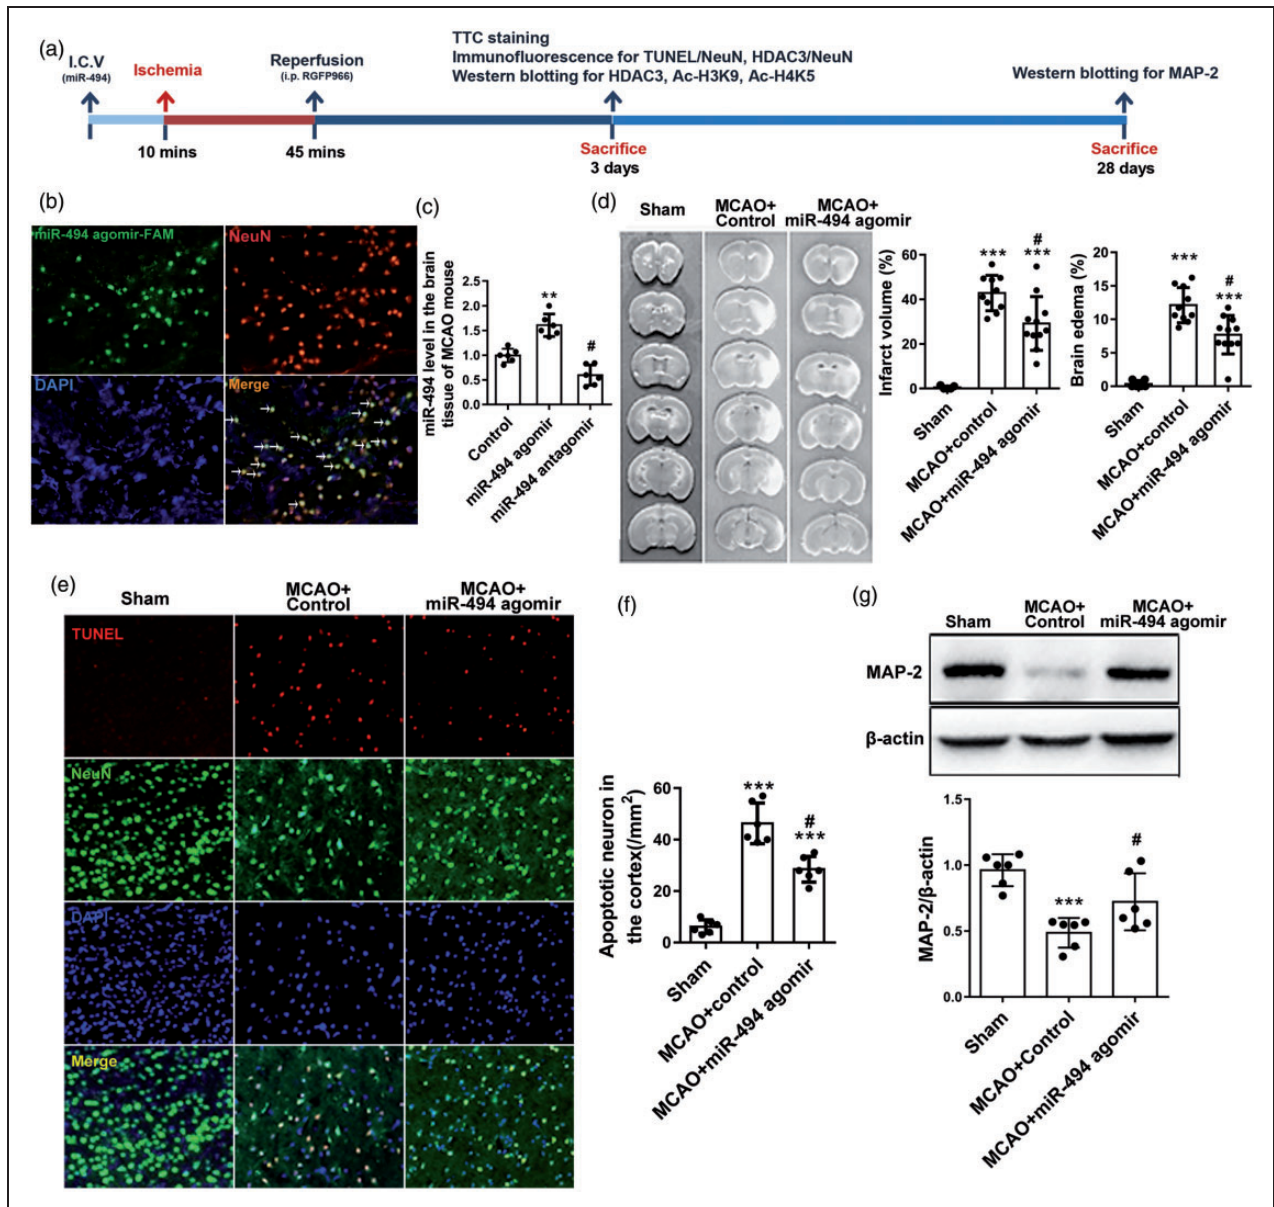 (a)
I.C.V
(miR-494)
Ischemia
Reperfusion
(i.p. RGFP966)
TTC staining
Immunofluorescence for TUNEL/NeuN, HDAC3/NeuN
Western blotting for HDAC3, Ac-H3K9, Ac-H4K5
Western blotting for MAP-2
10 mins
45 mins
Sacrifice
3 days
Sacrifice
28 days
(b)
miR-494 agomir-FAM
NeuN
DAPI
Merge
(c)
miR-494 level in the brain
tissue of MCAO mouse
2.5
2.0
1.5
1.0
0.5
0.0
**
#
Control
miR-494 agomir
miR-494 antagomir
(d)
Sham
MCAO+
Control
MCAO+
miR-494 agomir
Infarct volume (%)
60
40
20
0
***
#
***
Sham
MCAO+control
MCAO+miR-494 agomir
Brain edema (%)
20
15
10
5
0
***
#
***
Sham
MCAO+control
MCAO+miR-494 agomir
(e)
Sham
MCAO+
Control
MCAO+
miR-494 agomir
TUNEL
NeuN
DAPI
Merge
(f)
Apoptotic neuron in
the cortex(/mm²)
60
40
20
0
***
#
***
Sham
MCAO+control
MCAO+miR-494 agomir
(g)
Sham
MCAO+
Control
MCAO+
miR-494 agomir
MAP-2
β-actin
MAP-2/β-actin
1.5
1.0
0.5
0.0
***
#
Sham
MCAO+Control
MCAO+miR-494 agomir